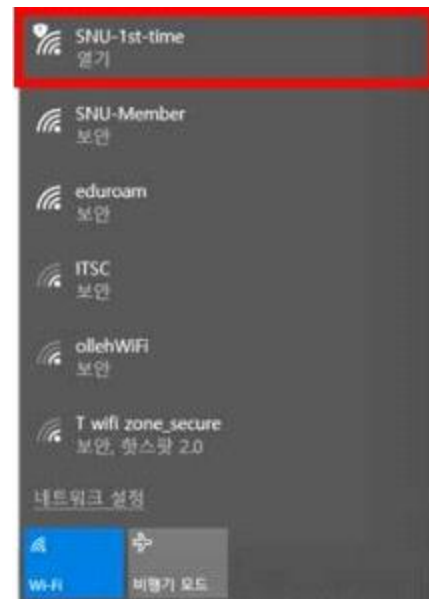 SNU-1st-time
열기
SNU-Member
보안
eduroam
보안
ITSC
보안
ollehWiFi
보안
T wifi zone_secure
보안, 핫스팟 2.0
네트워크 설정
Wi-Fi
비행기 모드